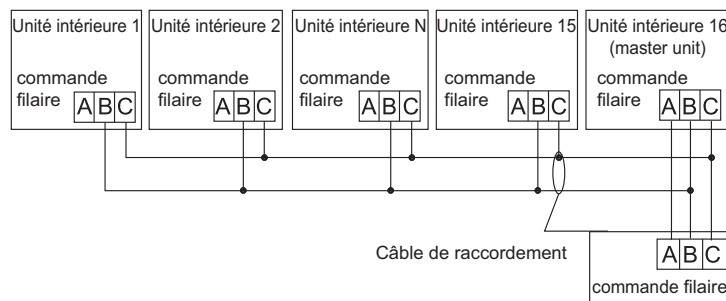 Unité intérieure 1
commande
filaire
A B C
Unité intérieure 2
commande
filaire
A B C
Unité intérieure N
commande
filaire
A B C
Unité intérieure 15
commande
filaire
A B C
Unité intérieure 16
(master unit)
commande
filaire
A B C
Câble de raccordement
A B C
commande filaire